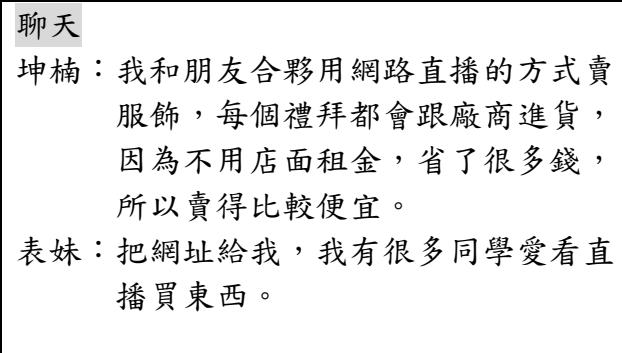 聊天
坤楠：我和朋友合夥用網路直播的方式賣
服飾，每個禮拜都會跟廠商進貨，
因為不用店面租金，省了很多錢，
所以賣得比較便宜。
表妹：把網址給我，我有很多同學愛看直
播買東西。